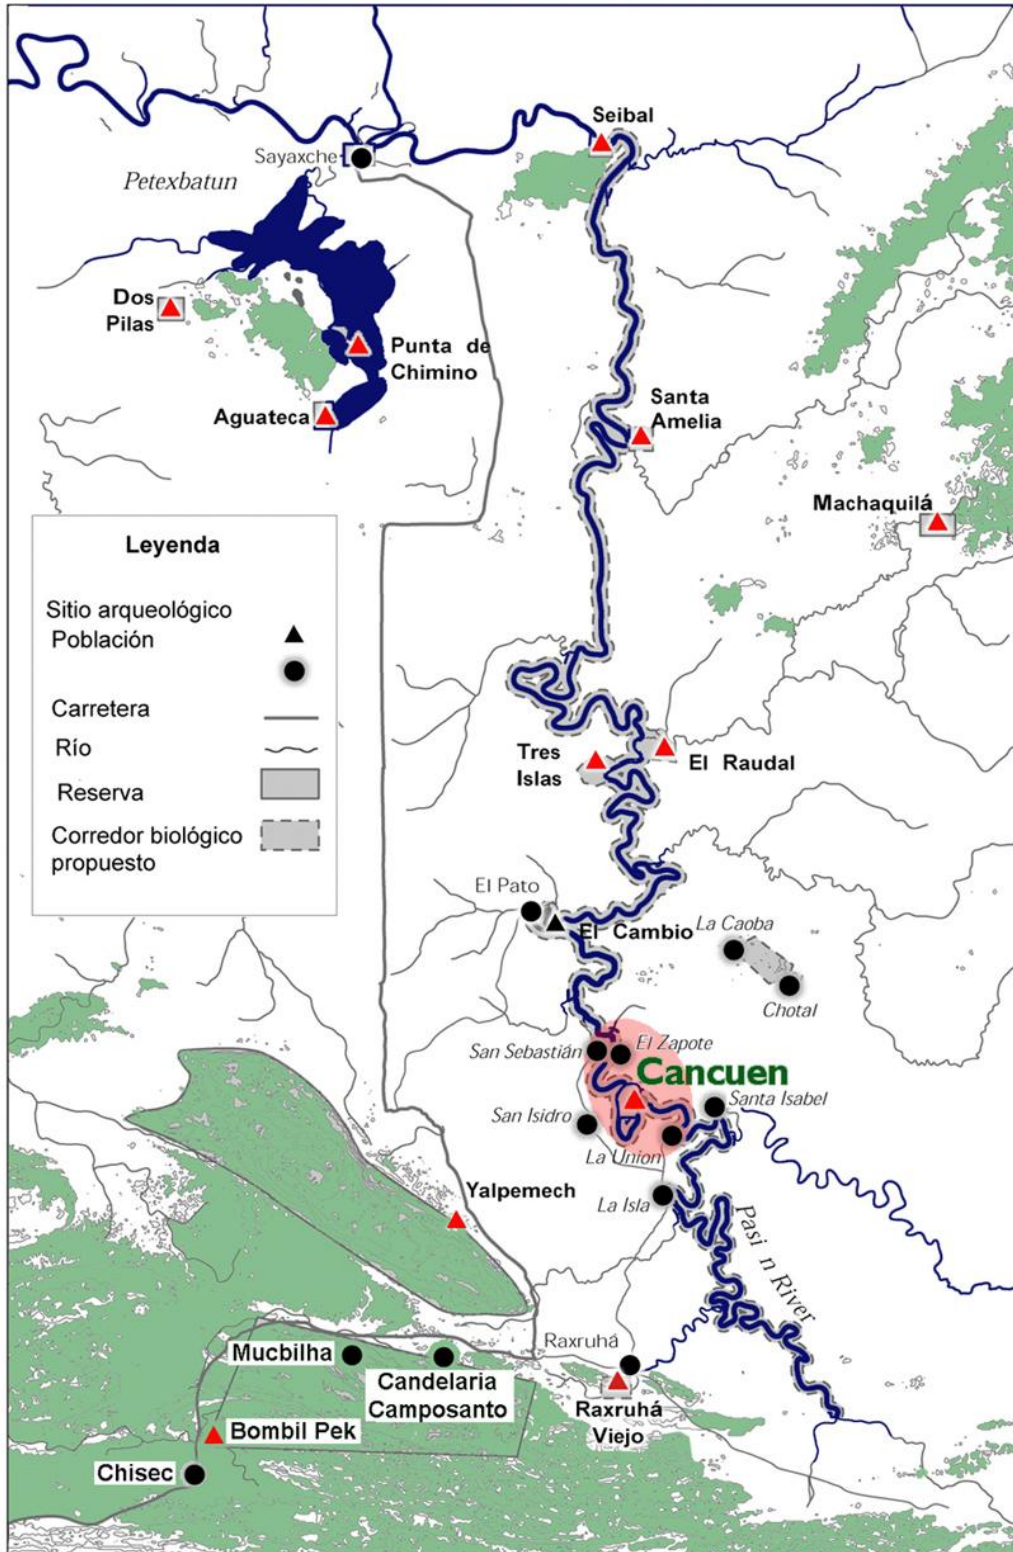 Seibal
Sayaxche
Petexbatun
Dos
Pilas
Punta de
Chimino
Aguateca
Santa
Amelia
Machaquilá
Leyenda
Sitio arqueológico
Población
Carretera
Río
Reserva
Corredor biológico
propuesto
Tres
Islas
El Raudal
El Pato
El Cambio
La Caoba
Chotal
San Sebastián
El Zapote
Cancuen
Santa Isabel
San Isidro
La Union
Yalpemech
La Isla
Pasi n River
Raxruhá
Mucbilha
Candelaria
Camposanto
Raxruhá
Viejo
Bombil Pek
Chisec